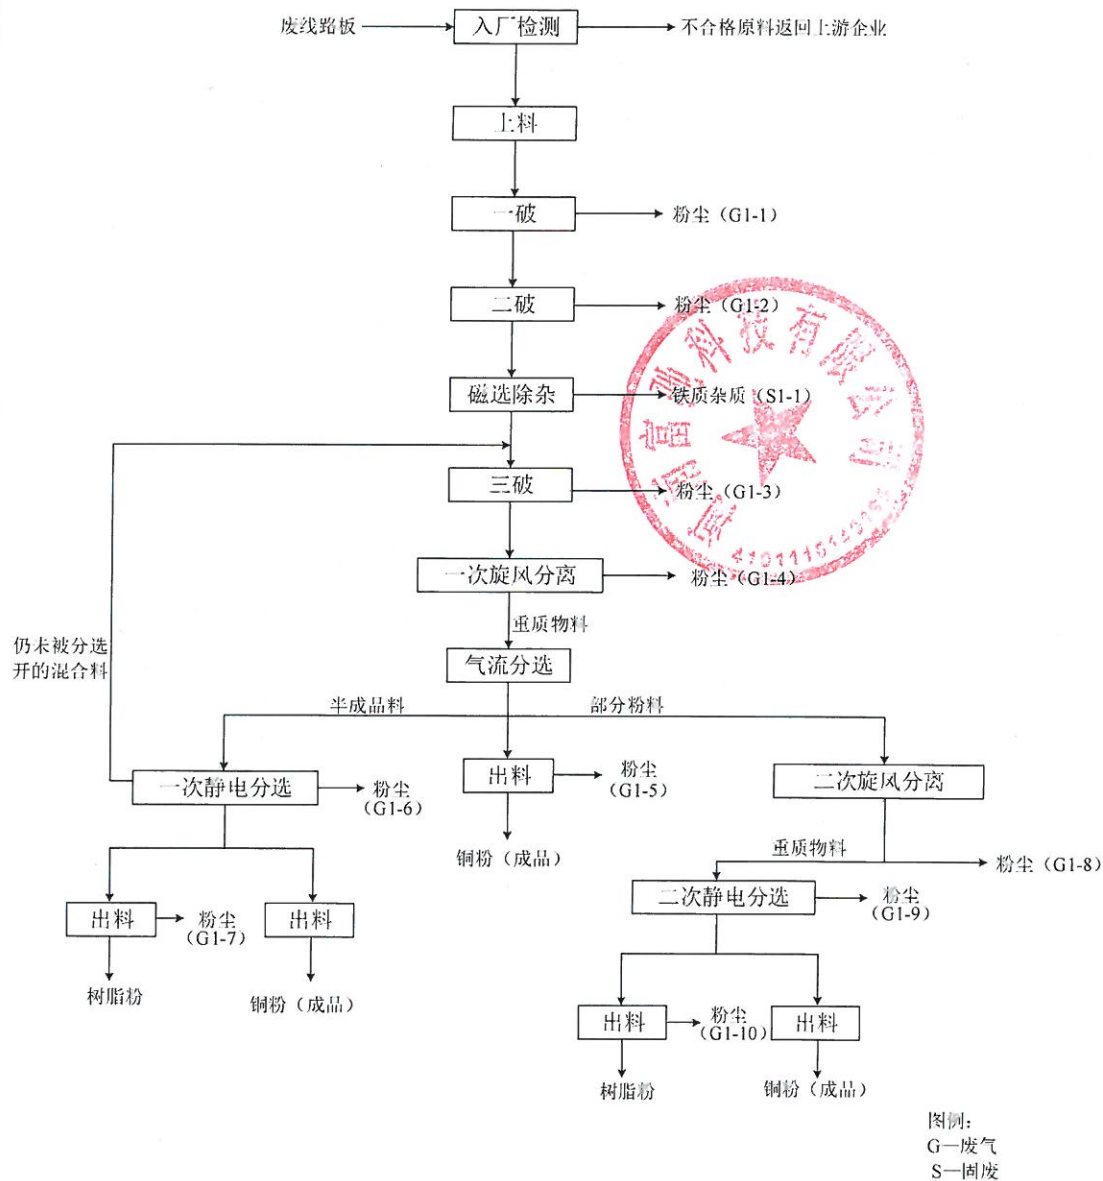 废线路板
入厂检测
不合格原料返回上游企业
上料
一破
粉尘（G1-1）
二破
粉尘（G1-2）
磁选除杂
铁质杂质（S1-1）
三破
粉尘（G1-3）
一次旋风分离
粉尘（G1-4）
重质物料
仍未被分选
开的混合料
气流分选
半成品料
部分粉料
一次静电分选
粉尘
（G1-6）
出料
粉尘
（G1-5）
二次旋风分离
铜粉（成品）
重质物料
粉尘（G1-8）
二次静电分选
粉尘
（G1-9）
出料
粉尘
（G1-7）
出料
树脂粉
铜粉（成品）
出料
粉尘
（G1-10）
出料
树脂粉
铜粉（成品）
图例：
G—废气
S—固废
科技有限公司